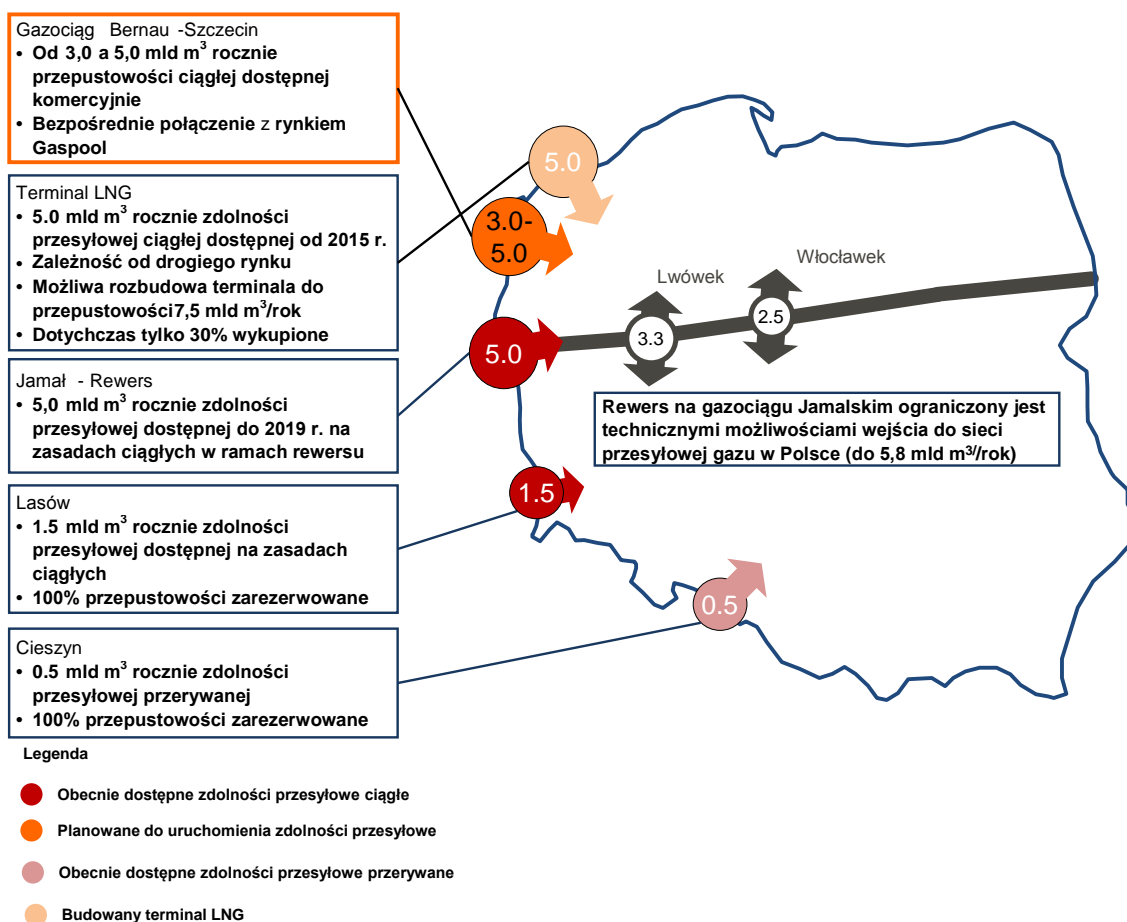 Gazociąg Bernau -Szczecin
• Od 3,0 a 5,0 mld m³ rocznie
przepustowości ciągłej dostępnej
komercyjnie
• Bezpośrednie połączenie z rynkiem
Gaspool
Terminal LNG
• 5.0 mld m³ rocznie zdolności
przesyłowej ciągłej dostępnej od 2015 r.
• Zależność od drogiego rynku
• Możliwa rozbudowa terminala do
przepustowości7,5 mld m³/rok
• Dotychczas tylko 30% wykupione
Jamał - Rewers
• 5,0 mld m³ rocznie zdolności
przesyłowej dostępnej do 2019 r. na
zasadach ciągłych w ramach rewersu
Lasów
• 1.5 mld m³ rocznie zdolności
przesyłowej dostępnej na zasadach
ciągłych
• 100% przepustowości zarezerwowane
Cieszyn
• 0.5 mld m³ rocznie zdolności
przesyłowej przerywanej
• 100% przepustowości zarezerwowane
5.0
3.0-
5.0
5.0
Lwówek
3.3
Włocławek
2.5
Rewers na gazociągu Jamalskim ograniczony jest
technicznymi możliwościami wejścia do sieci
przesyłowej gazu w Polsce (do 5,8 mld m³//rok)
1.5
0.5
Legenda
Obecnie dostępne zdolności przesyłowe ciągłe
Planowane do uruchomienia zdolności przesyłowe
Obecnie dostępne zdolności przesyłowe przerywane
Budowany terminal LNG